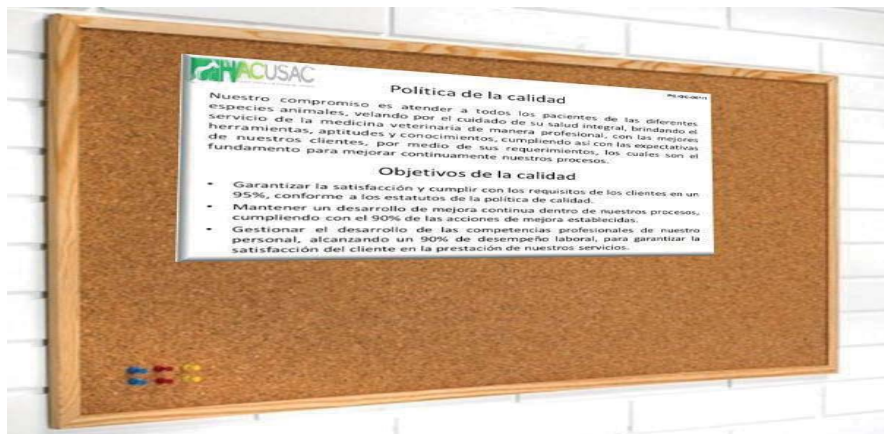 HVACUSAC
Política de la calidad
Nuestro compromiso es atender a todos los pacientes de las diferentes
especies animales, velando por el cuidado de su salud integral, brindando el
servicio de la medicina veterinaria de manera profesional, con las mejores
herramientas, aptitudes y conocimientos, cumpliendo así con las expectativas
de nuestros clientes, por medio de sus requerimientos, los cuales son el
fundamento para mejorar continuamente nuestros procesos.
Objetivos de la calidad
• Garantizar la satisfacción y cumplir con los requisitos de los clientes en un
95%, conforme a los estatutos de la política de calidad.
• Mantener un desarrollo de mejora continua dentro de nuestros procesos,
cumpliendo con el 90% de las acciones de mejora establecidas.
• Gestionar el desarrollo de las competencias profesionales de nuestro
personal, alcanzando un 90% de desempeño laboral, para garantizar la
satisfacción del cliente en la prestación de nuestros servicios.